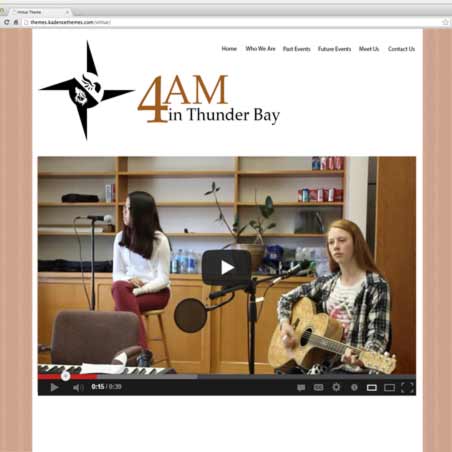 Virtue Theme
themes.kadencethemes.com/virtue/
Home Who We Are Past Events Future Events Meet Us Contact Us
4AM
in Thunder Bay
0:15 / 0:39
CC